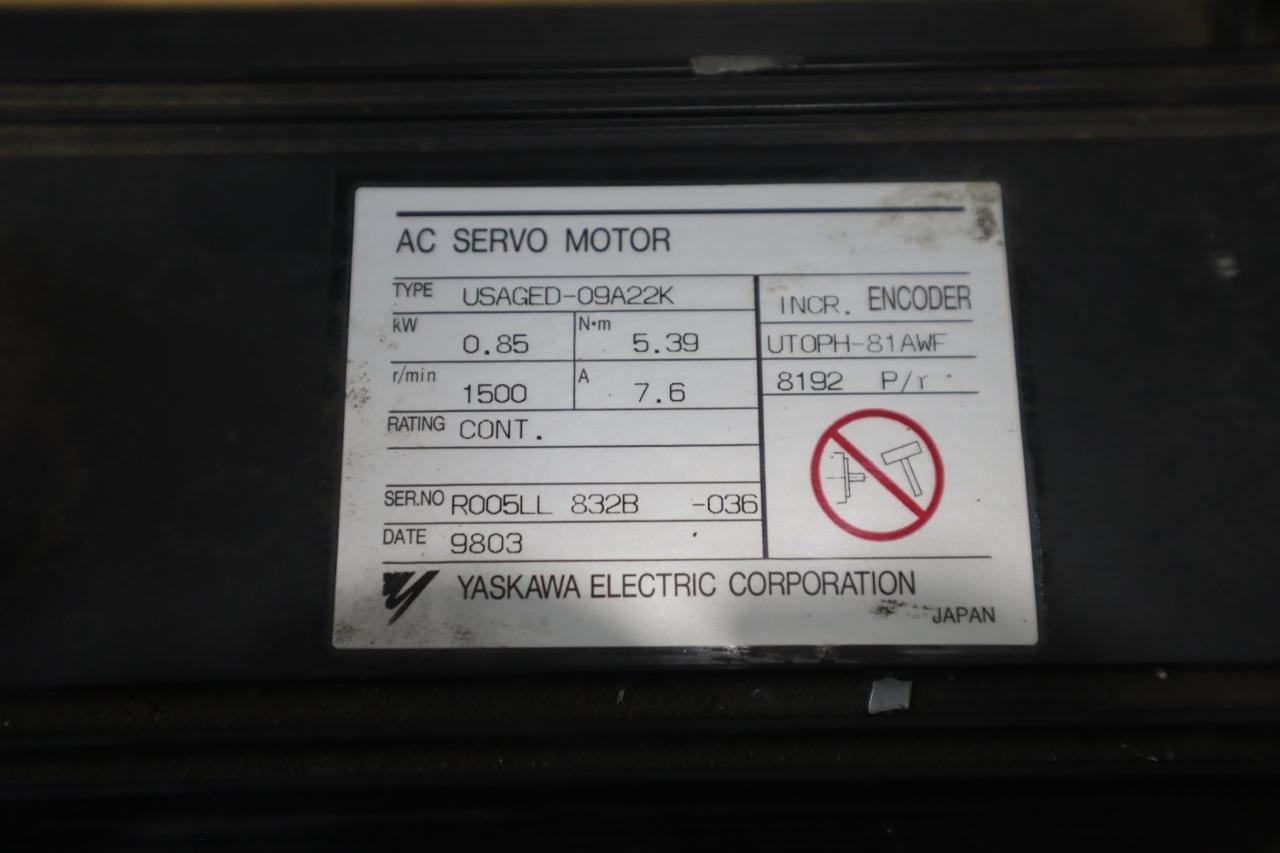 AC SERVO MOTOR
TYPE USAGED-09A22K
kW 0.85 N·m 5.39
r/min 1500 A 7.6
RATING CONT.
SER.NO R005LL 832B -036
DATE 9803
INCR. ENCODER
UTOPH-81AWF
8192 P/r
YASKAWA ELECTRIC CORPORATION
JAPAN